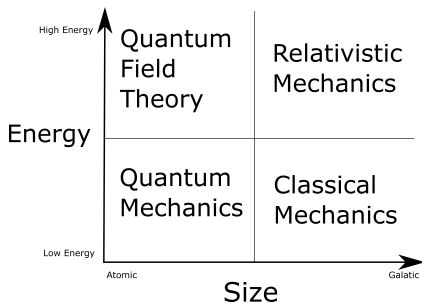 High Energy
Quantum
Field
Theory
Relativistic
Mechanics
Energy
Quantum
Mechanics
Classical
Mechanics
Low Energy
Atomic
Galatic
Size